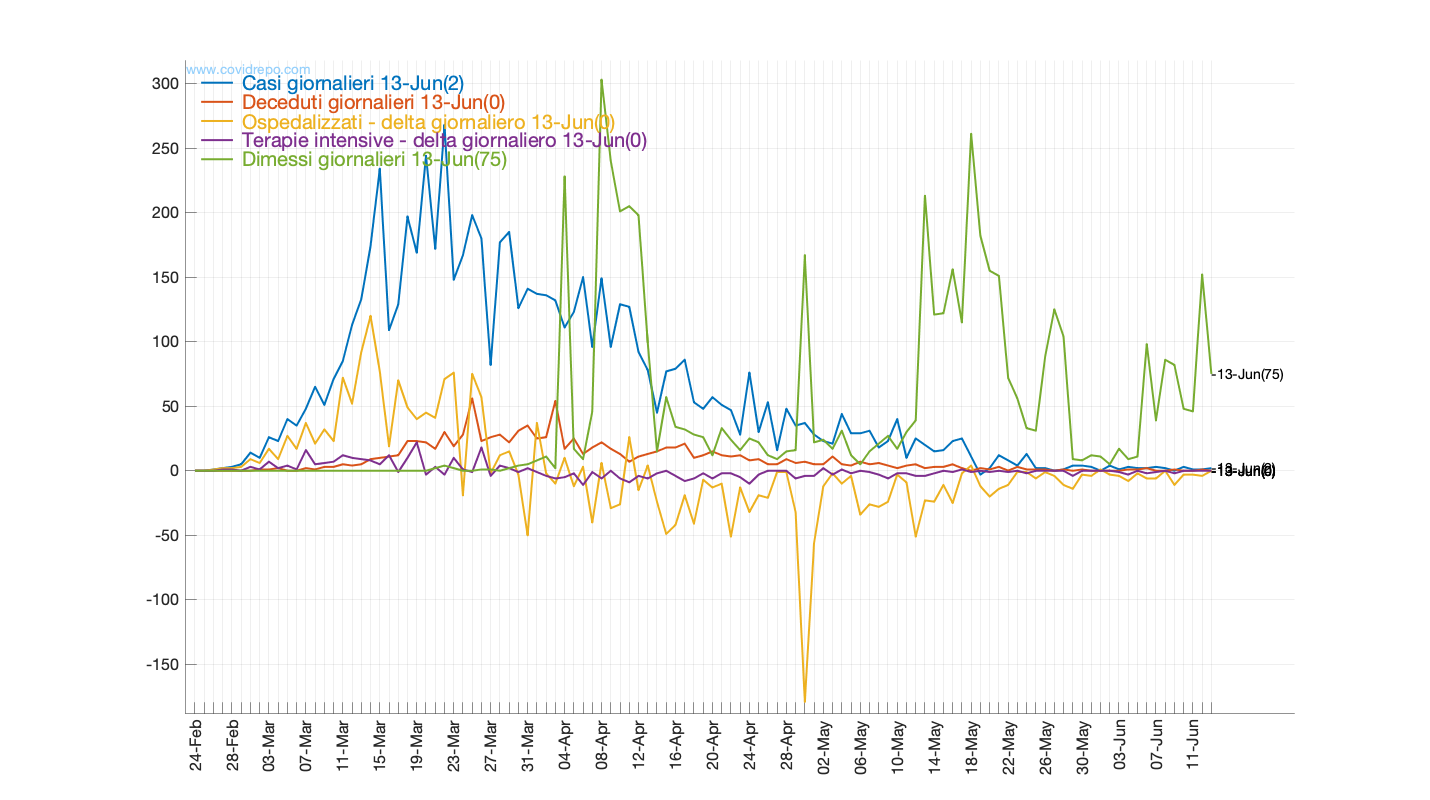 www.covidrepo.com
Casi giornalieri 13-Jun(2)
Deceduti giornalieri 13-Jun(0)
Ospedalizzati - delta giornaliero 13-Jun(0)
Terapie intensive - delta giornaliero 13-Jun(0)
Dimessi giornalieri 13-Jun(75)
300
250
200
150
100
50
0
-50
-100
-150
13-Jun(75)
13-Jun(0)
24-Feb
28-Feb
03-Mar
07-Mar
11-Mar
15-Mar
19-Mar
23-Mar
27-Mar
31-Mar
04-Apr
08-Apr
12-Apr
16-Apr
20-Apr
24-Apr
28-Apr
02-May
06-May
10-May
14-May
18-May
22-May
26-May
30-May
03-Jun
07-Jun
11-Jun